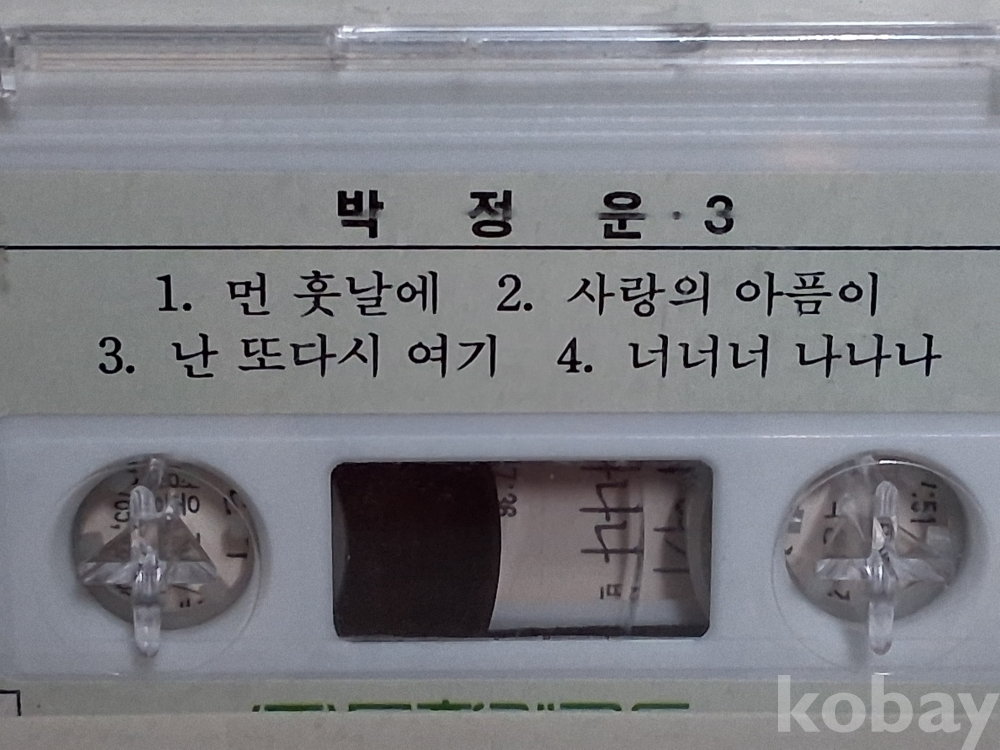 박 정 운 · 3
1. 먼 훗날에 2. 사랑의 아픔이
3. 난 또다시 여기 4. 너너너 나나나
kobay